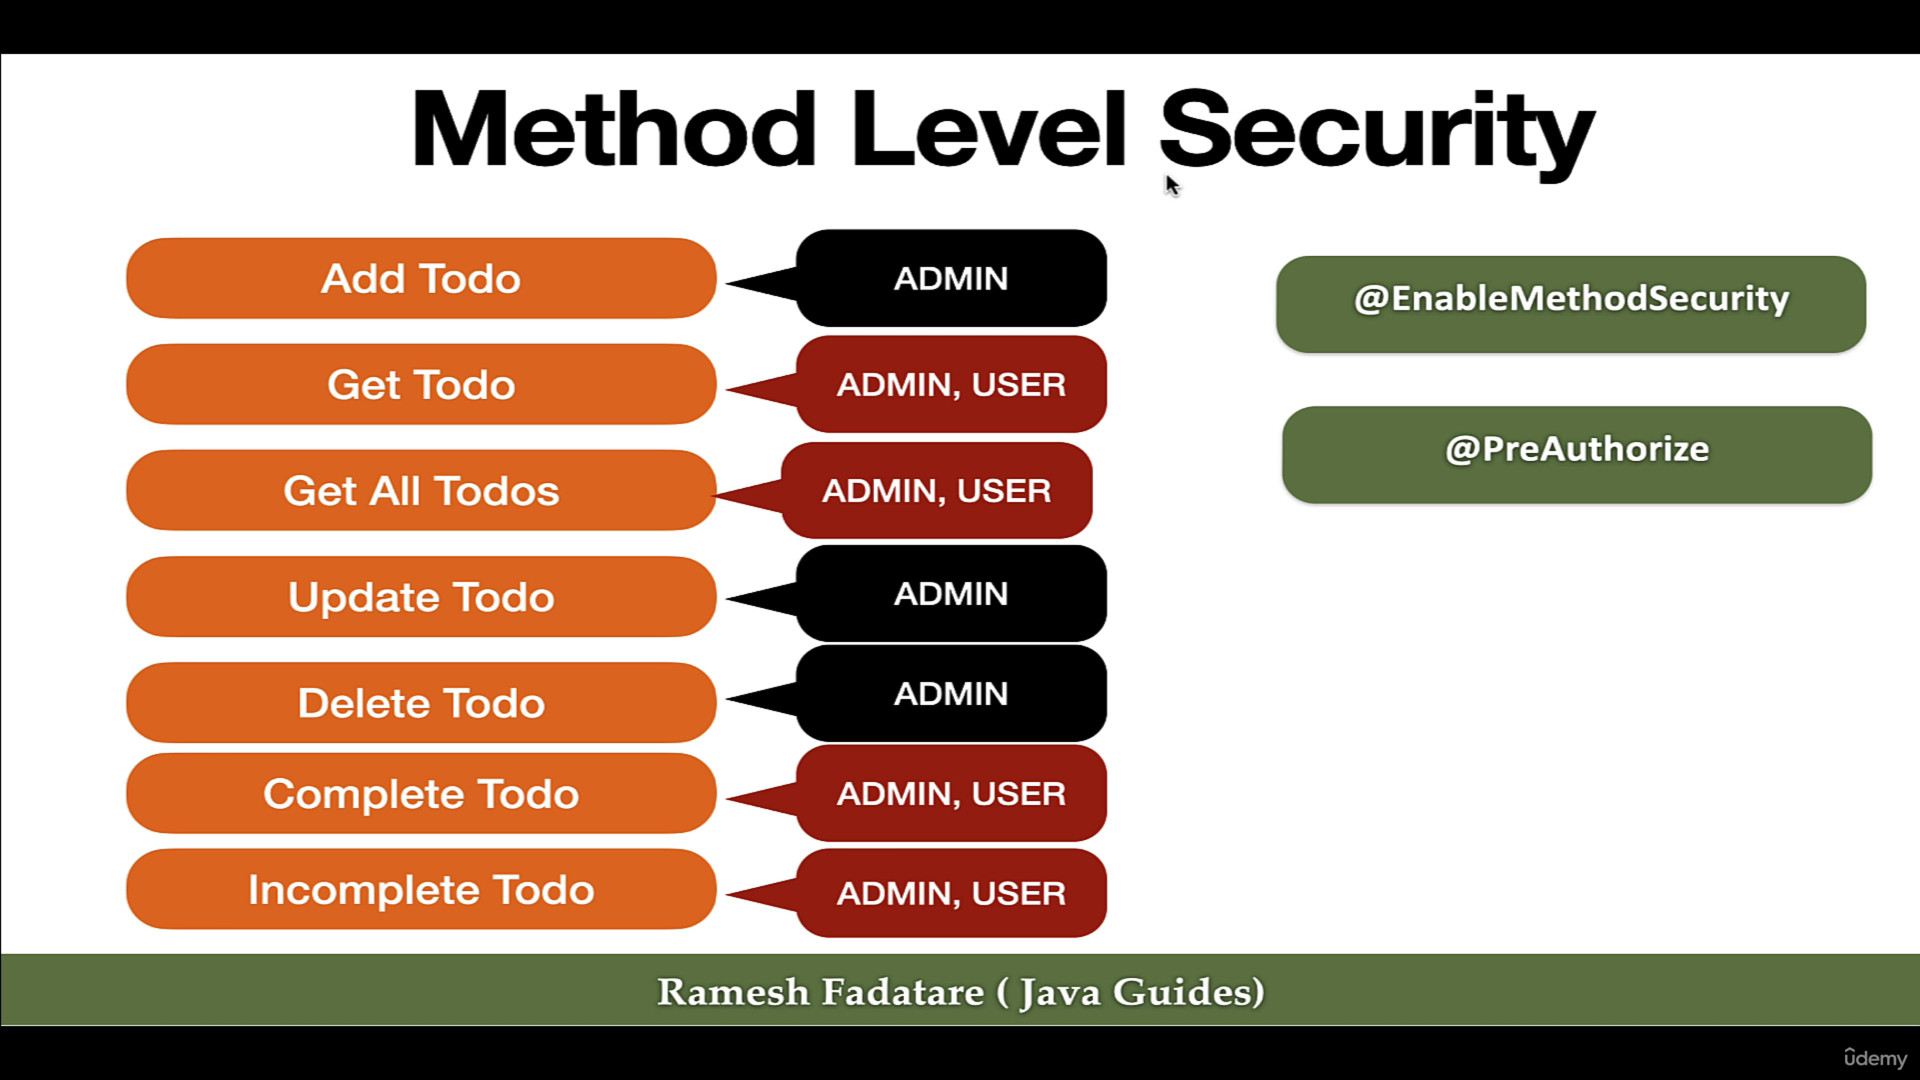 Method Level Security
Add Todo
ADMIN
Get Todo
ADMIN, USER
Get All Todos
ADMIN, USER
Update Todo
ADMIN
Delete Todo
ADMIN
Complete Todo
ADMIN, USER
Incomplete Todo
ADMIN, USER
@EnableMethodSecurity
@PreAuthorize
Ramesh Fadatare ( Java Guides)
ûdemy